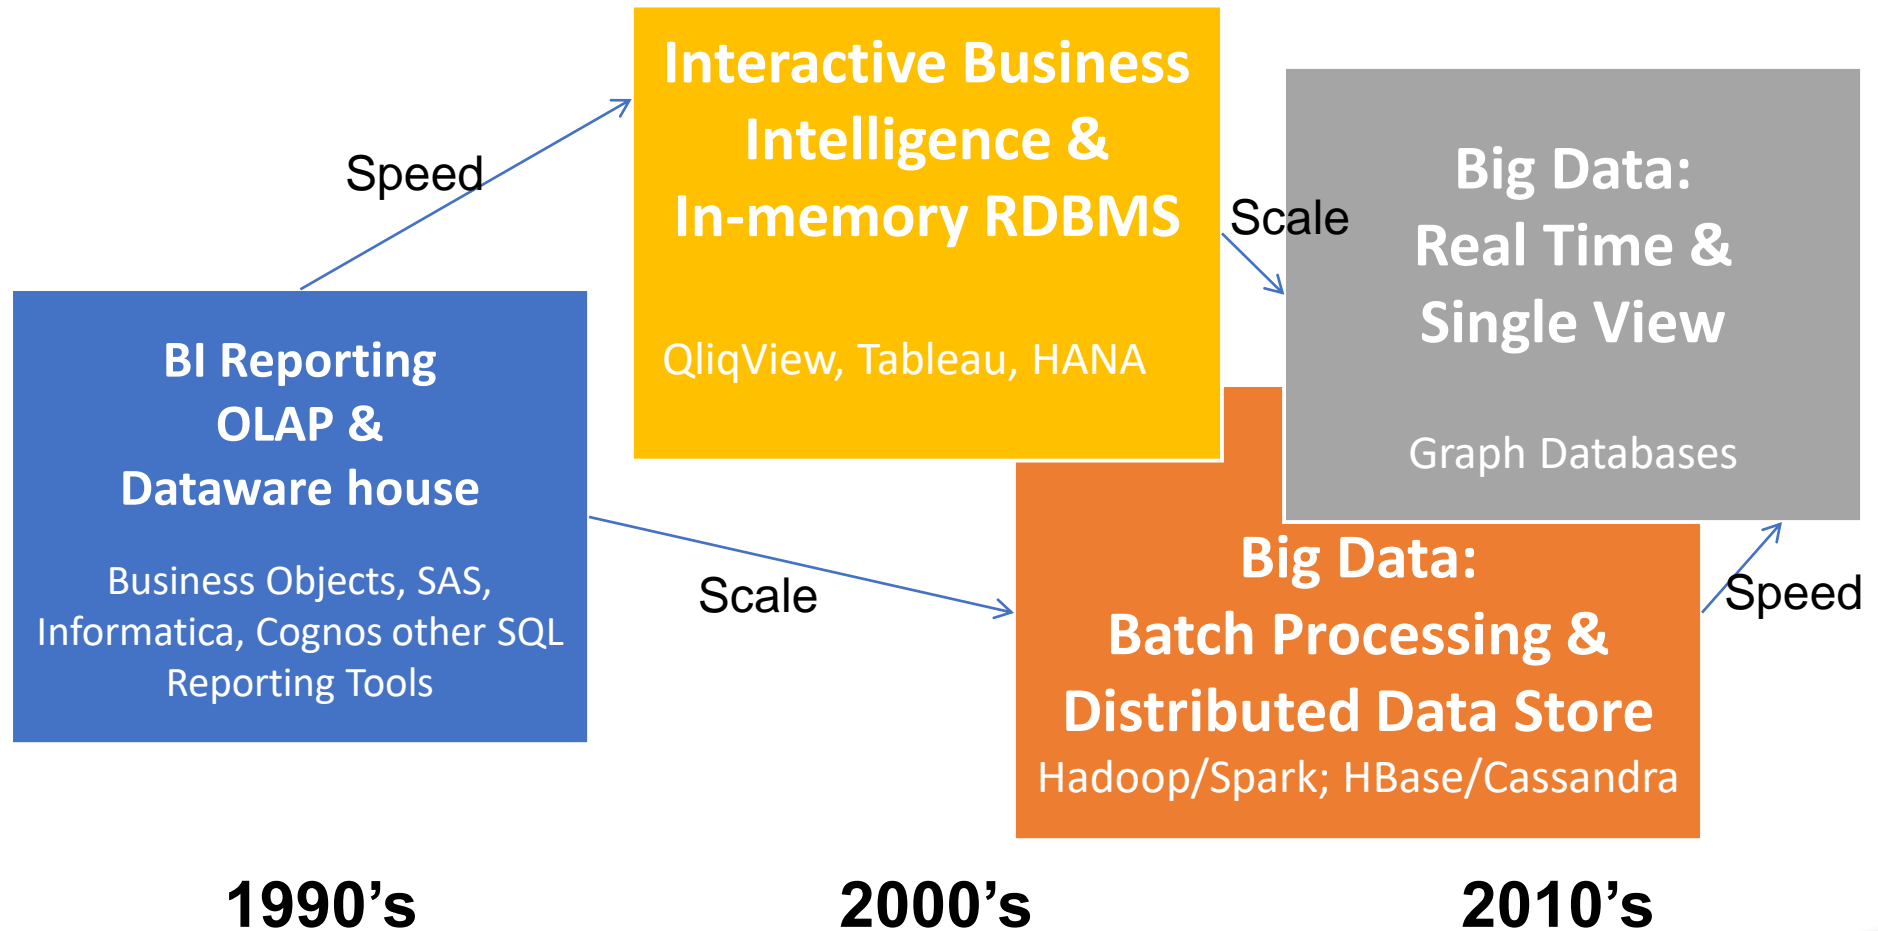 Interactive Business
Intelligence &
In-memory RDBMS
QliqView, Tableau, HANA
Speed
Scale
Big Data:
Real Time &
Single View
Graph Databases
BI Reporting
OLAP &
Dataware house
Business Objects, SAS,
Informatica, Cognos other SQL
Reporting Tools
Scale
Big Data:
Batch Processing &
Distributed Data Store
Hadoop/Spark; HBase/Cassandra
Speed
1990’s
2000’s
2010’s